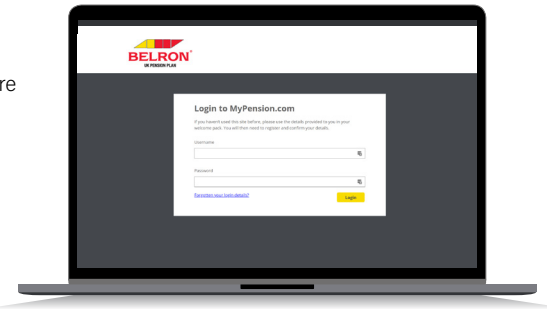 BELRON®
UK PENSION PLAN
re
Login to MyPension.com
If you haven't used this site before, please use the details provided to you in your
welcome pack. You will then need to register and confirm your details.
Username
Password
Forgotten your login details?
Login